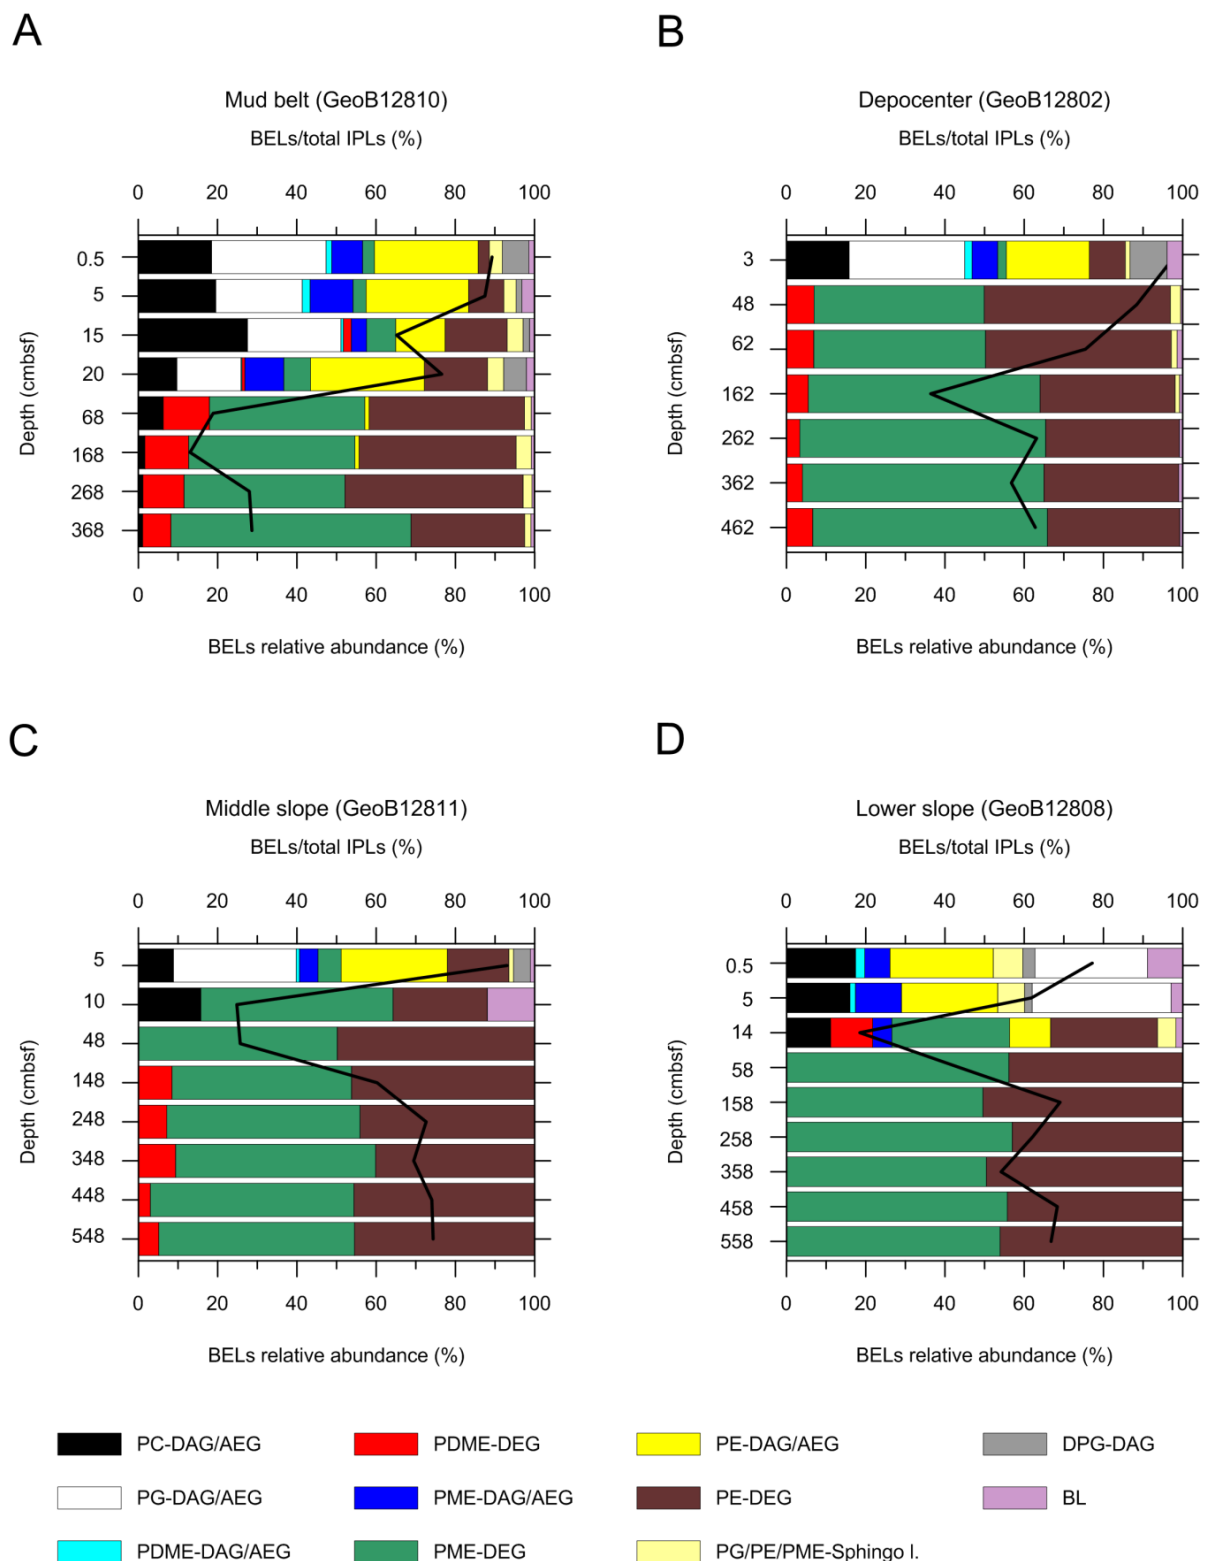 A
Mud belt (GeoB12810)
BELs/total IPLs (%)
0 20 40 60 80 100
Depth (cmbsf)
0.5
5
15
20
68
168
268
368
0 20 40 60 80 100
BELs relative abundance (%)
B
Depocenter (GeoB12802)
BELs/total IPLs (%)
0 20 40 60 80 100
Depth (cmbsf)
3
48
62
162
262
362
462
0 20 40 60 80 100
BELs relative abundance (%)
C
Middle slope (GeoB12811)
BELs/total IPLs (%)
0 20 40 60 80 100
Depth (cmbsf)
5
10
48
148
248
348
448
548
0 20 40 60 80 100
BELs relative abundance (%)
D
Lower slope (GeoB12808)
BELs/total IPLs (%)
0 20 40 60 80 100
Depth (cmbsf)
0.5
5
14
58
158
258
358
458
558
0 20 40 60 80 100
BELs relative abundance (%)
PC-DAG/AEG PDME-DEG PE-DAG/AEG DPG-DAG
PG-DAG/AEG PME-DAG/AEG PE-DEG BL
PDME-DAG/AEG PME-DEG PG/PE/PME-Sphingo l.